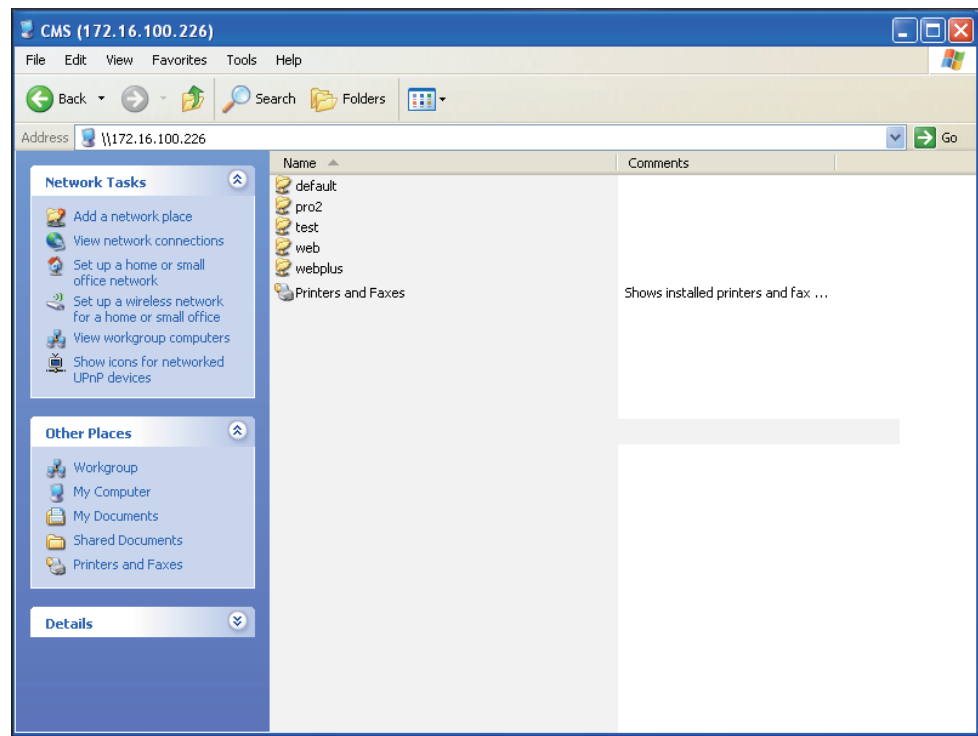 CMS (172.16.100.226)
File Edit View Favorites Tools Help
Back Search Folders
Address \\172.16.100.226 Go
Network Tasks
Add a network place
View network connections
Set up a home or small
office network
Set up a wireless network
for a home or small office
View workgroup computers
Show icons for networked
UPnP devices
Other Places
Workgroup
My Computer
My Documents
Shared Documents
Printers and Faxes
Details
Name Comments
default
pro2
test
web
webplus
Printers and Faxes Shows installed printers and fax ...